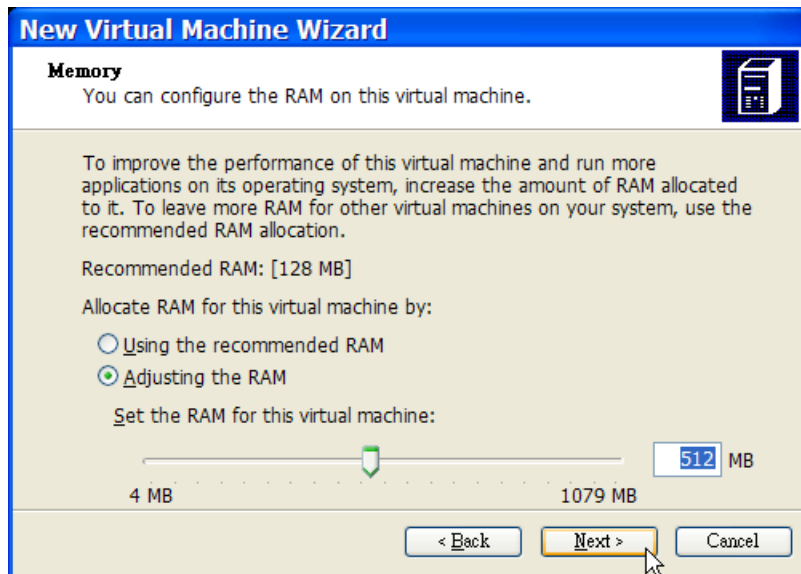 New Virtual Machine Wizard
Memory
You can configure the RAM on this virtual machine.
To improve the performance of this virtual machine and run more
applications on its operating system, increase the amount of RAM allocated
to it. To leave more RAM for other virtual machines on your system, use the
recommended RAM allocation.
Recommended RAM: [128 MB]
Allocate RAM for this virtual machine by:
Using the recommended RAM
Adjusting the RAM
Set the RAM for this virtual machine:
512 MB
4 MB 1079 MB
< Back Next > Cancel